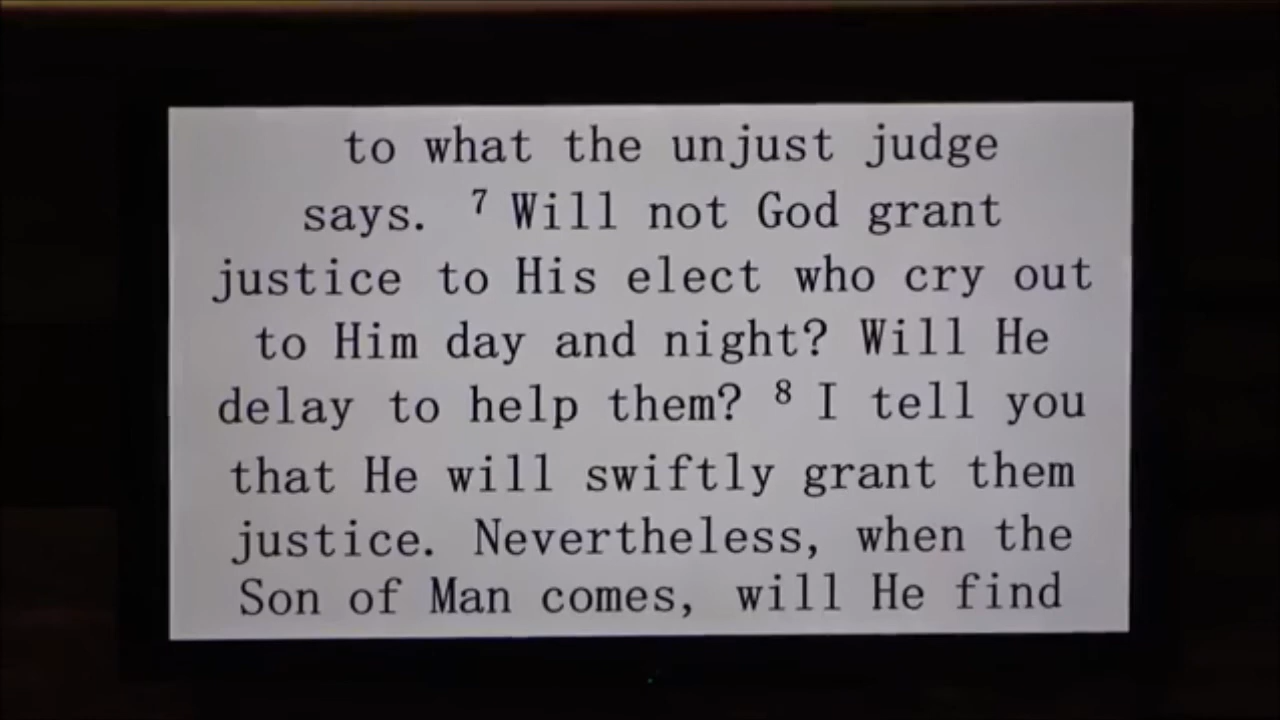 to what the unjust judge
says. ⁷ Will not God grant
justice to His elect who cry out
to Him day and night? Will He
delay to help them? ⁸ I tell you
that He will swiftly grant them
justice. Nevertheless, when the
Son of Man comes, will He find